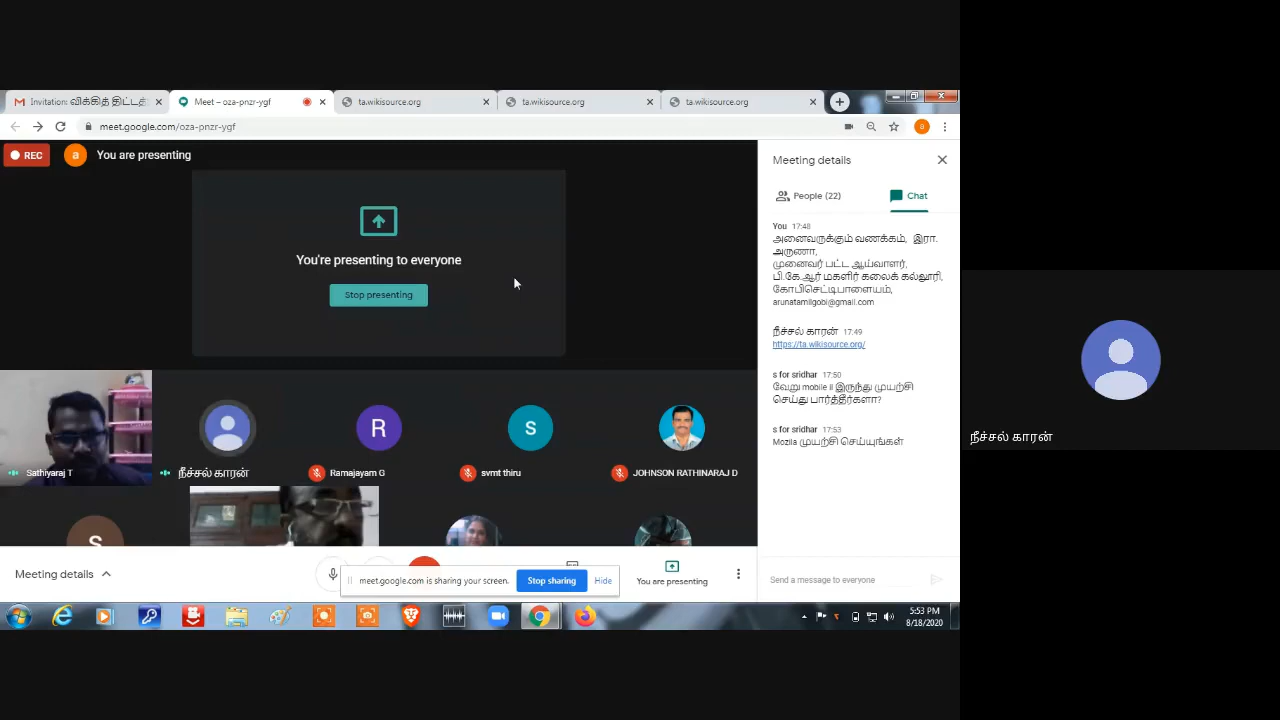 Invitation: விக்கித் திட்டத்
Meet – oza-pnzr-ygf
ta.wikisource.org
ta.wikisource.org
ta.wikisource.org
meet.google.com/oza-pnzr-ygf
a
REC
a
You are presenting
You're presenting to everyone
Stop presenting
Meeting details
People (22)
Chat
You 17:48
அனைவருக்கும் வணக்கம், இரா.
அருணா,
முனைவர் பட்ட ஆய்வாளர்,
பி.கே.ஆர் மகளிர் கலைக் கல்லூரி,
கோபிசெட்டிபாளையம்,
arunatamilgobi@gmail.com
நீச்சல் காரன் 17:49
https://ta.wikisource.org/
s for sridhar 17:50
வேறு mobile il இருந்து முயற்சி
செய்து பார்த்தீர்களா?
s for sridhar 17:53
Mozila முயற்சி செய்யுங்கள்
R
S
Sathiyaraj T
நீச்சல் காரன்
Ramajayam G
svmt thiru
JOHNSON RATHINARAJ D
S
Meeting details
meet.google.com is sharing your screen.
Stop sharing
Hide
You are presenting
Send a message to everyone
5:53 PM
8/18/2020
நீச்சல் காரன்